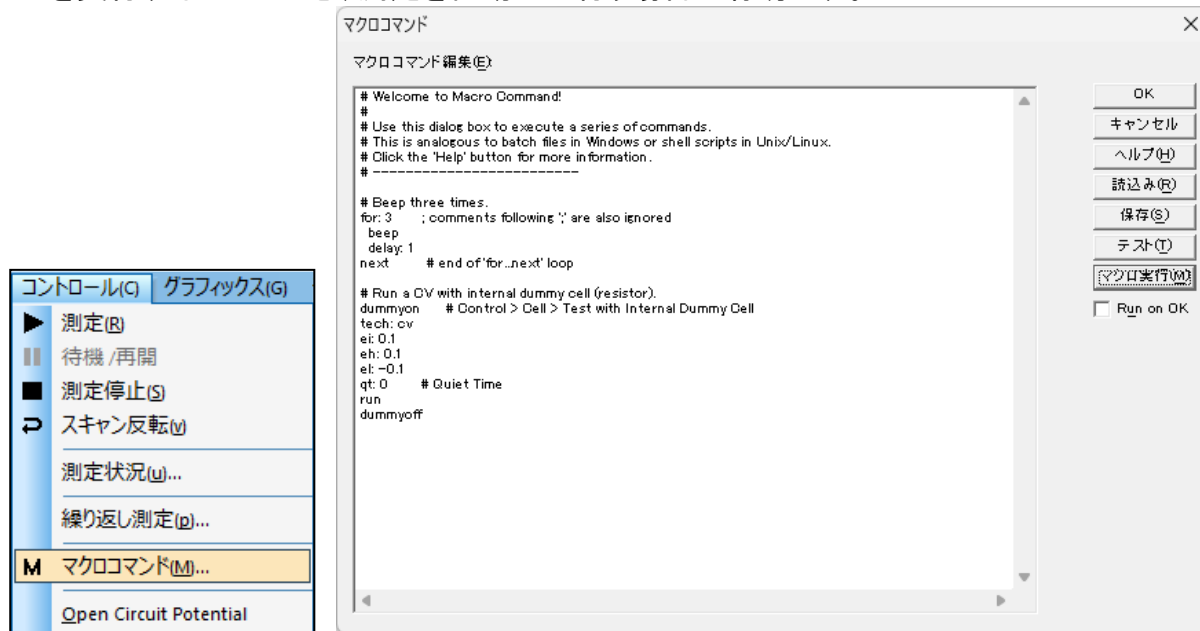 マクロコマンド
マクロコマンド編集(E):
# Welcome to Macro Command!
#
# Use this dialog box to execute a series of commands.
# This is analogous to batch files in Windows or shell scripts in Unix/Linux.
# Click the 'Help' button for more information.
# -------------------------
# Beep three times.
for: 3 ; comments following ';' are also ignored
beep
delay: 1
next # end of 'for...next' loop
# Run a CV with internal dummy cell (resistor).
dummyon # Control > Cell > Test with Internal Dummy Cell
tech: cv
ei: 0.1
eh: 0.1
el: -0.1
qt: 0 # Quiet Time
run
dummyoff
OK
キャンセル
ヘルプ(H)
読込み(R)
保存(S)
テスト(T)
マクロ実行(M)
Run on OK
コントロール(C) グラフィックス(G)
測定(R)
待機 /再開
測定停止(S)
スキャン反転(v)
測定状況(u)...
繰り返し測定(p)...
M マクロコマンド(M)...
Open Circuit Potential